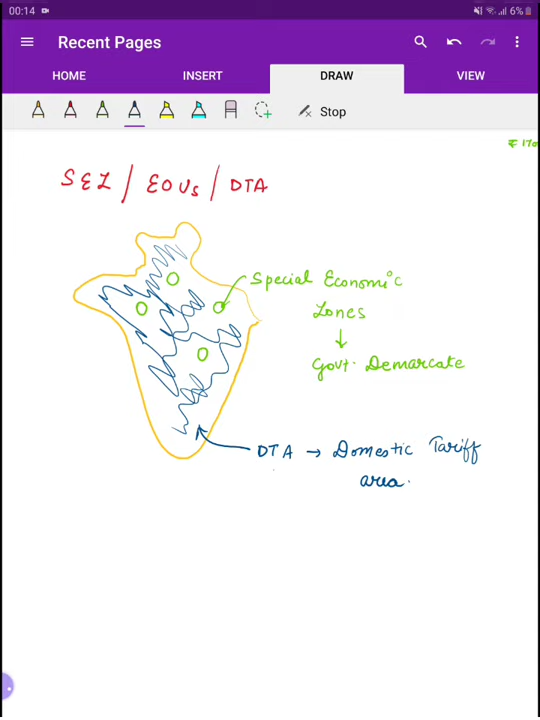 00:14
6%
Recent Pages
HOME
INSERT
DRAW
VIEW
Stop
SEZ / EOUs / DTA
Special Economic
Zones
↓
Govt. Demarcate
DTA → Domestic Tariff
area.